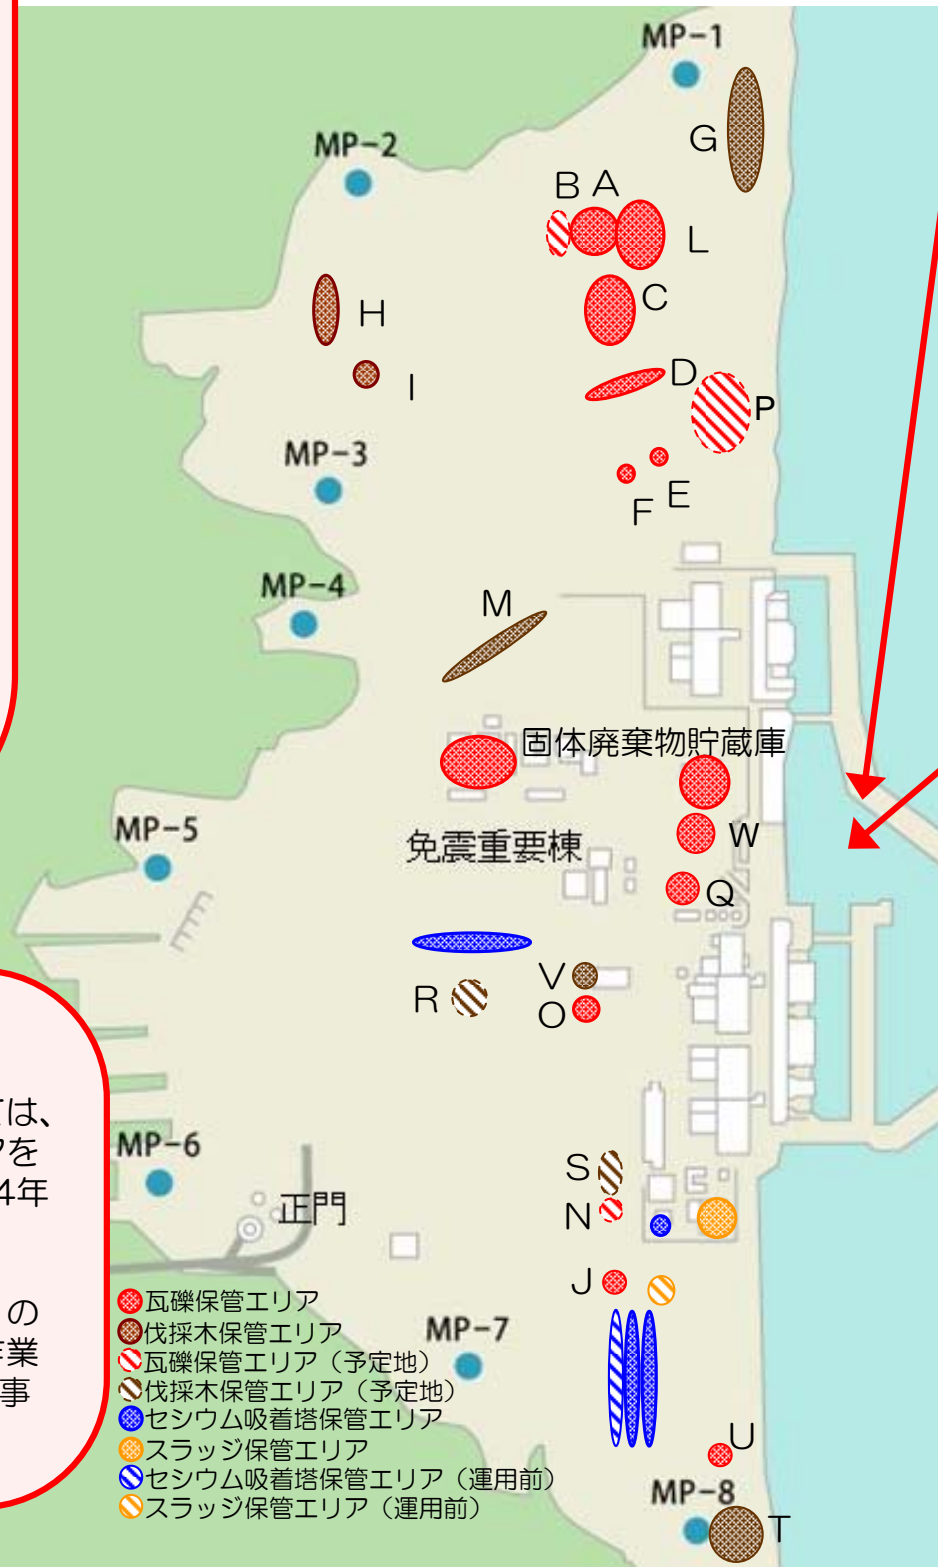 MP-1
G
MP-2
B A
L
H
C
I
D
P
MP-3
E
F
MP-4
M
固体廃棄物貯蔵庫
MP-5
W
免震重要棟
Q
V
R
O
ては、
アを
4年
MP-6
S
正門
N
J
の
作業
事
瓦礫保管エリア
伐採木保管エリア
瓦礫保管エリア（予定地）
伐採木保管エリア（予定地）
セシウム吸着塔保管エリア
スラッジ保管エリア
セシウム吸着塔保管エリア（運用前）
スラッジ保管エリア（運用前）
MP-7
U
MP-8
T